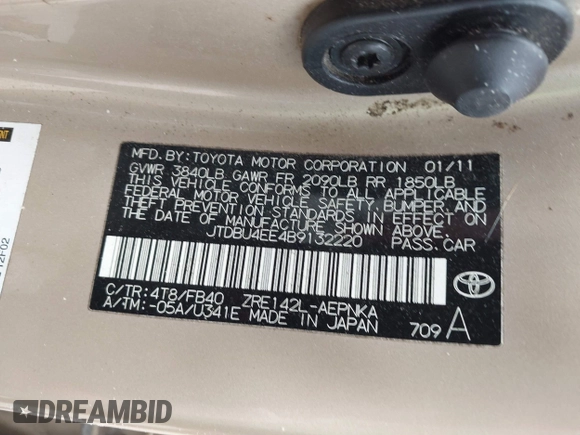 MFD.BY:TOYOTA MOTOR CORPORATION 01/11
GVWR 3840LB GAWR FR 2090LB RR 1850LB
THIS VEHICLE CONFORMS TO ALL APPLICABLE
FEDERAL MOTOR VEHICLE SAFETY, BUMPER AND
THEFT PREVENTION STANDARDS IN EFFECT ON
THE DATE OF MANUFACTURE SHOWN ABOVE.
JTDBU4EE4B9132220 PASS.CAR
C/TR:4T8/FB40 ZRE142L-AEPNKA
A/TM:-05A/U341E MADE IN JAPAN 709 A
TOYOTA
12F02
DREAMBID